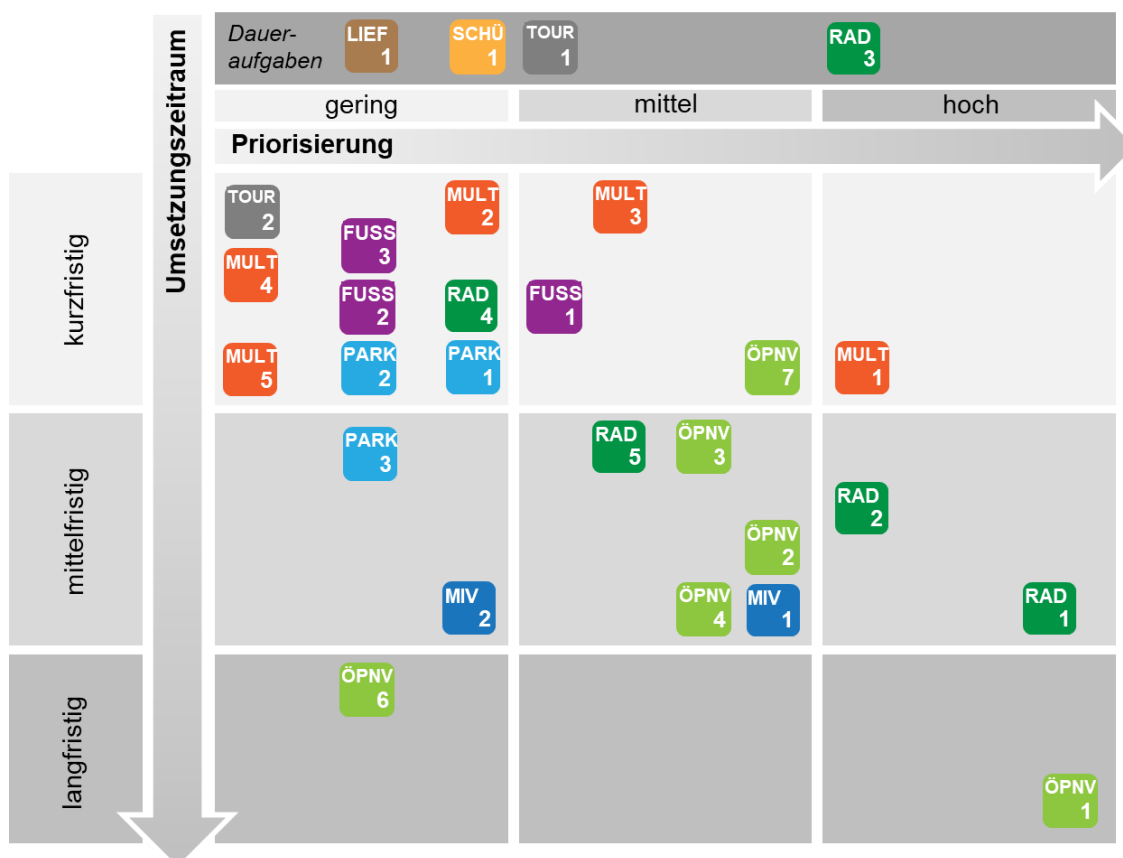 Dauer-
aufgaben
LIEF
1
SCHÜ
1
TOUR
1
RAD
3
gering
mittel
hoch
Priorisierung
Umsetzungszeitraum
kurzfristig
TOUR
2
MULT
2
MULT
3
FUSS
3
MULT
4
FUSS
2
RAD
4
FUSS
1
MULT
5
PARK
2
PARK
1
ÖPNV
7
MULT
1
mittelfristig
PARK
3
RAD
5
ÖPNV
3
RAD
2
ÖPNV
2
MIV
2
ÖPNV
4
MIV
1
RAD
1
langfristig
ÖPNV
6
ÖPNV
1